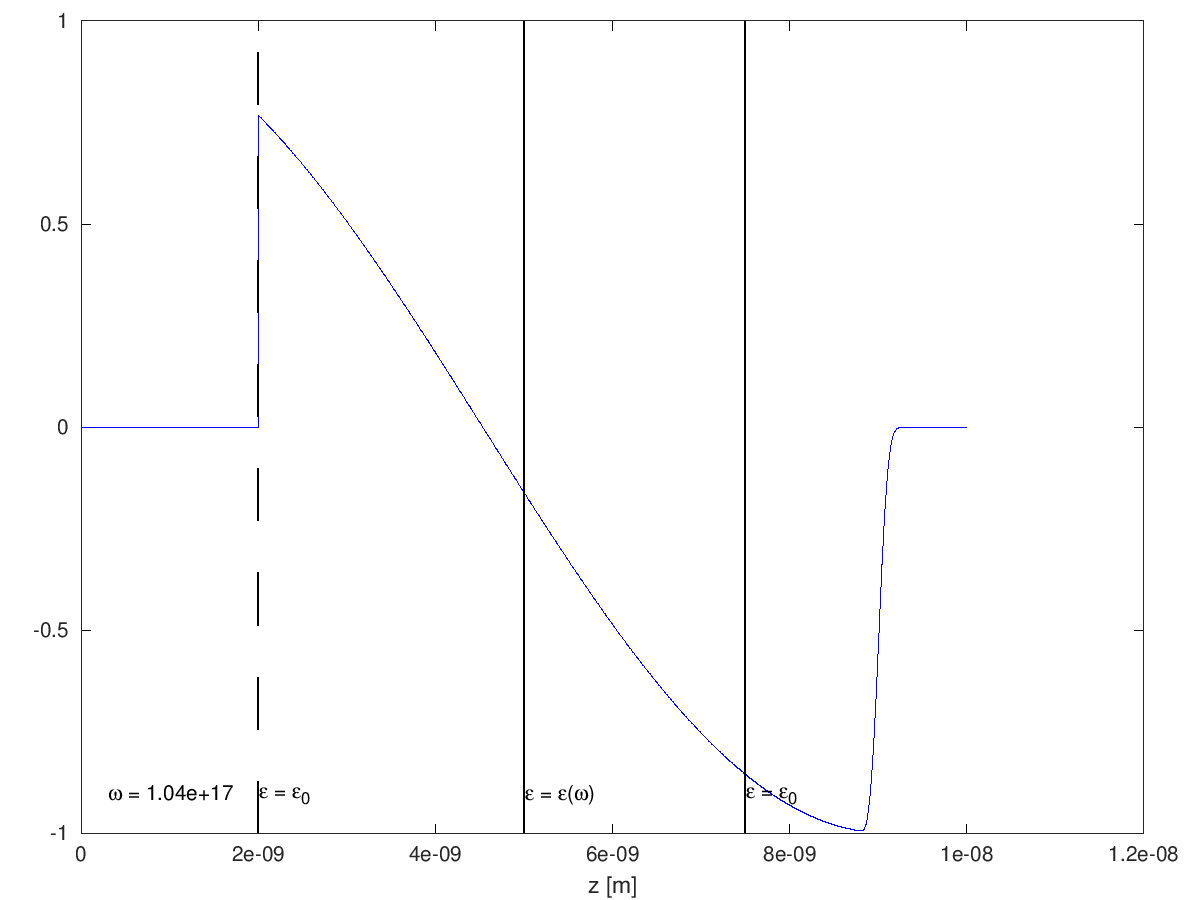 1
0.5
0
-0.5
-1
ω = 1.04e+17
ε = ε0
ε = ε(ω)
ε = ε0
0
2e-09
4e-09
6e-09
8e-09
1e-08
1.2e-08
z [m]